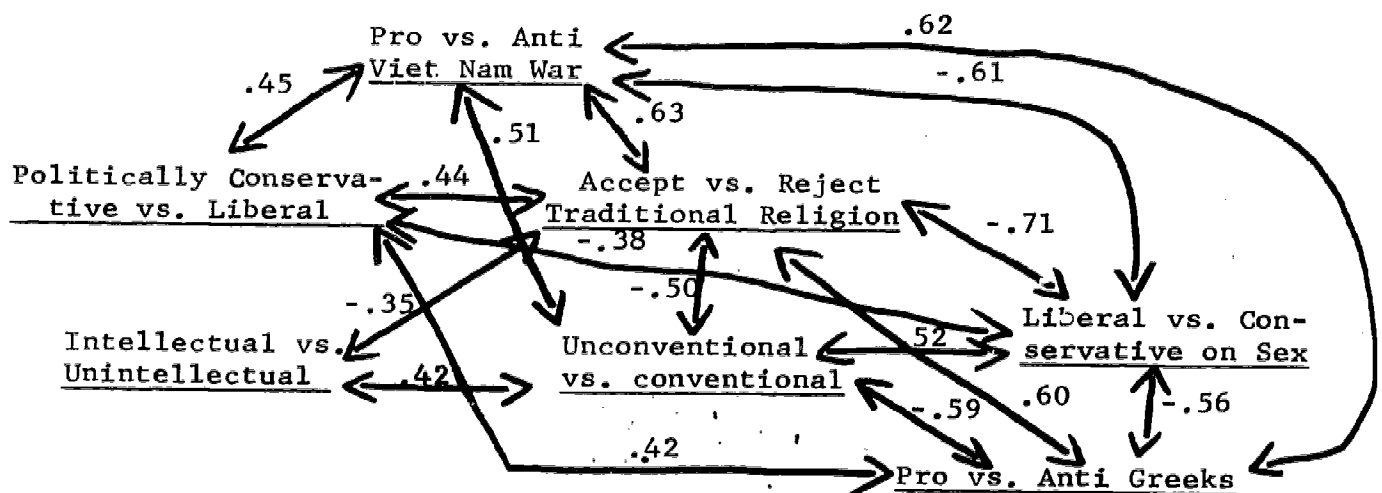 .62
Pro vs. Anti
Viet Nam War
-.61
.45
.63
.51
Politically Conserva-
tive vs. Liberal
.44
Accept vs. Reject
Traditional Religion
-.71
-.38
-.50
-.35
Intellectual vs.
Unintellectual
Unconventional
vs. conventional
.52
Liberal vs. Con-
servative on Sex
.42
-.59
.60
-.56
.42
Pro vs. Anti Greeks